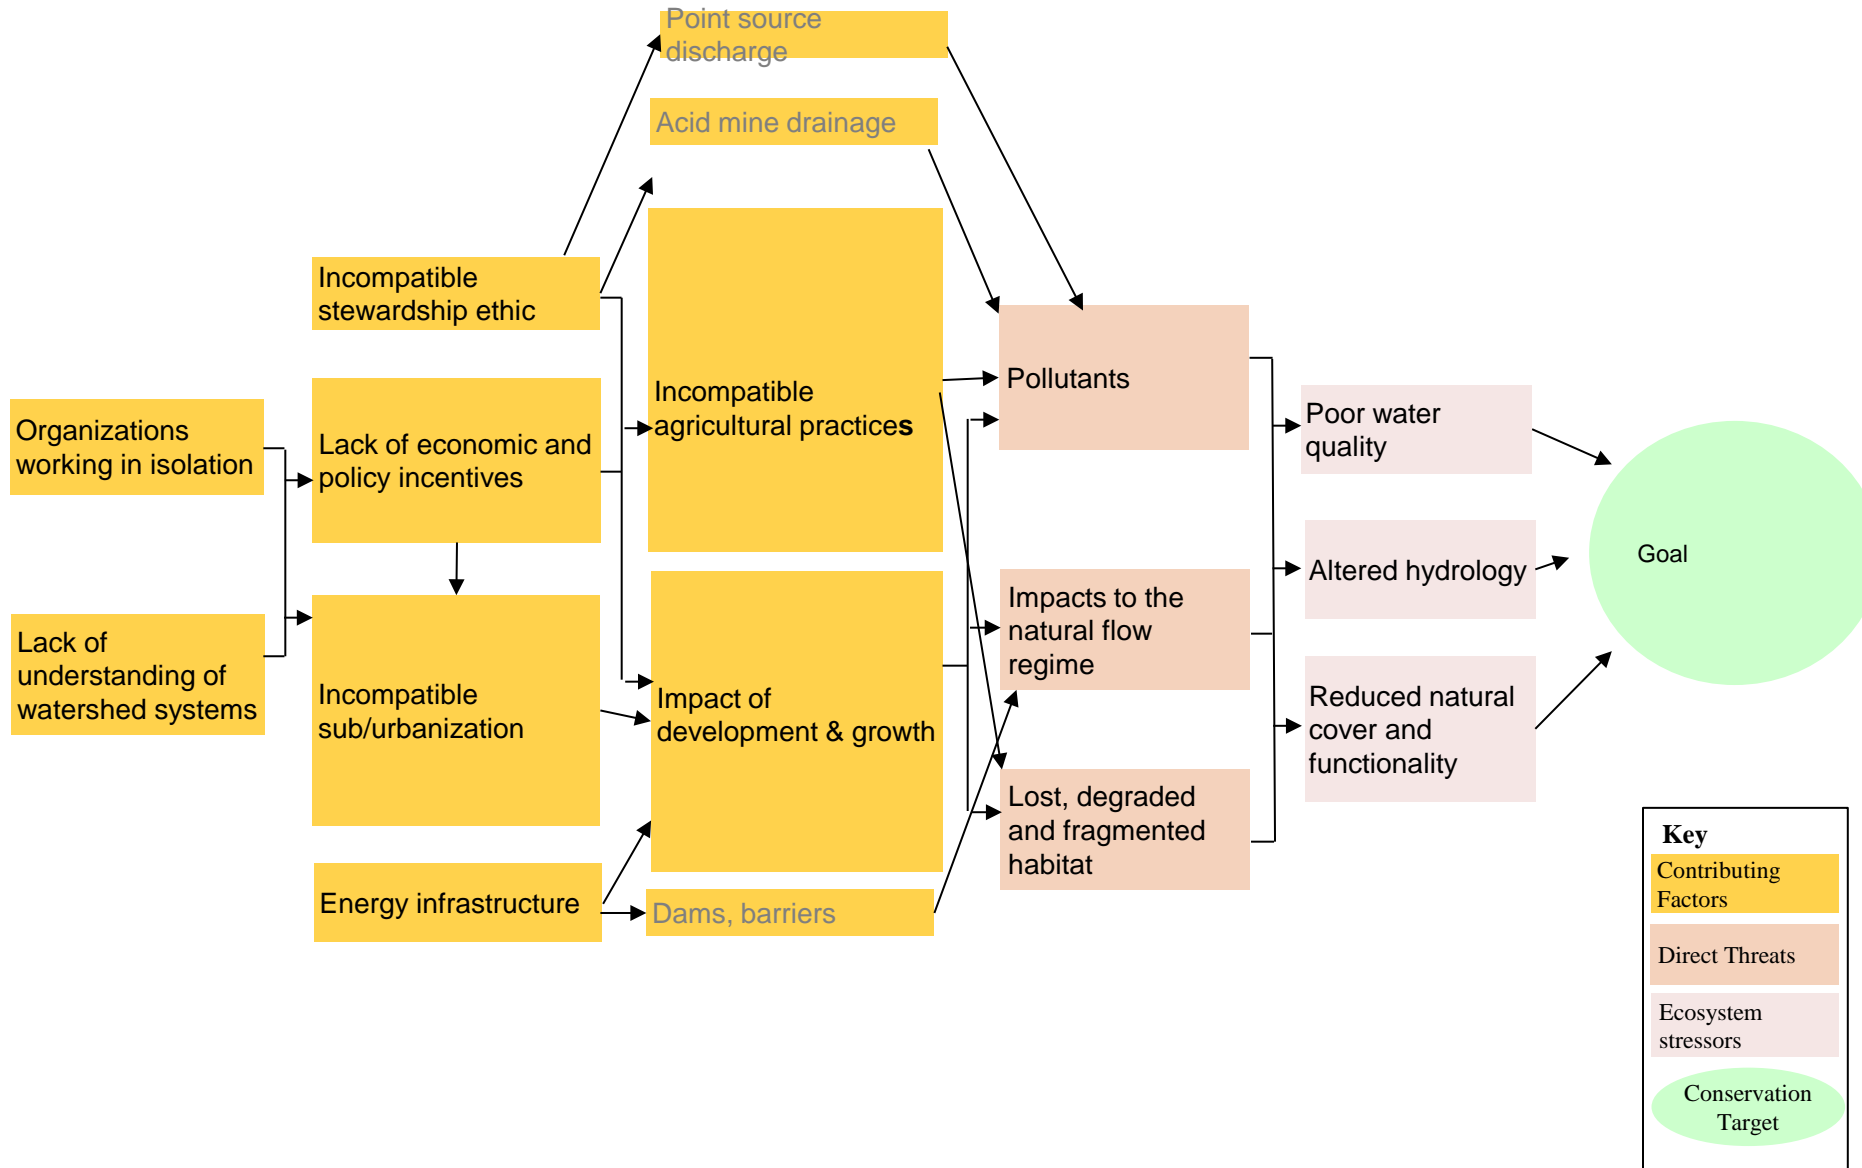 Point source
discharge
Acid mine drainage
Incompatible
stewardship ethic
Organizations
working in isolation
Lack of economic and
policy incentives
Incompatible
agricultural practices
Pollutants
Poor water
quality
Goal
Altered hydrology
Lack of
understanding of
watershed systems
Incompatible
sub/urbanization
Impact of
development & growth
Impacts to the
natural flow
regime
Reduced natural
cover and
functionality
Lost, degraded
and fragmented
habitat
Energy infrastructure
Dams, barriers
Key
Contributing
Factors
Direct Threats
Ecosystem
stressors
Conservation
Target